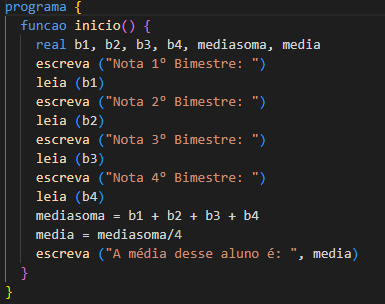 programa {
funcao inicio() {
real b1, b2, b3, b4, mediasoma, media
escreva ("Nota 1º Bimestre: ")
leia (b1)
escreva ("Nota 2º Bimestre: ")
leia (b2)
escreva ("Nota 3º Bimestre: ")
leia (b3)
escreva ("Nota 4º Bimestre: ")
leia (b4)
mediasoma = b1 + b2 + b3 + b4
media = mediasoma/4
escreva ("A média desse aluno é: ", media)
}
}